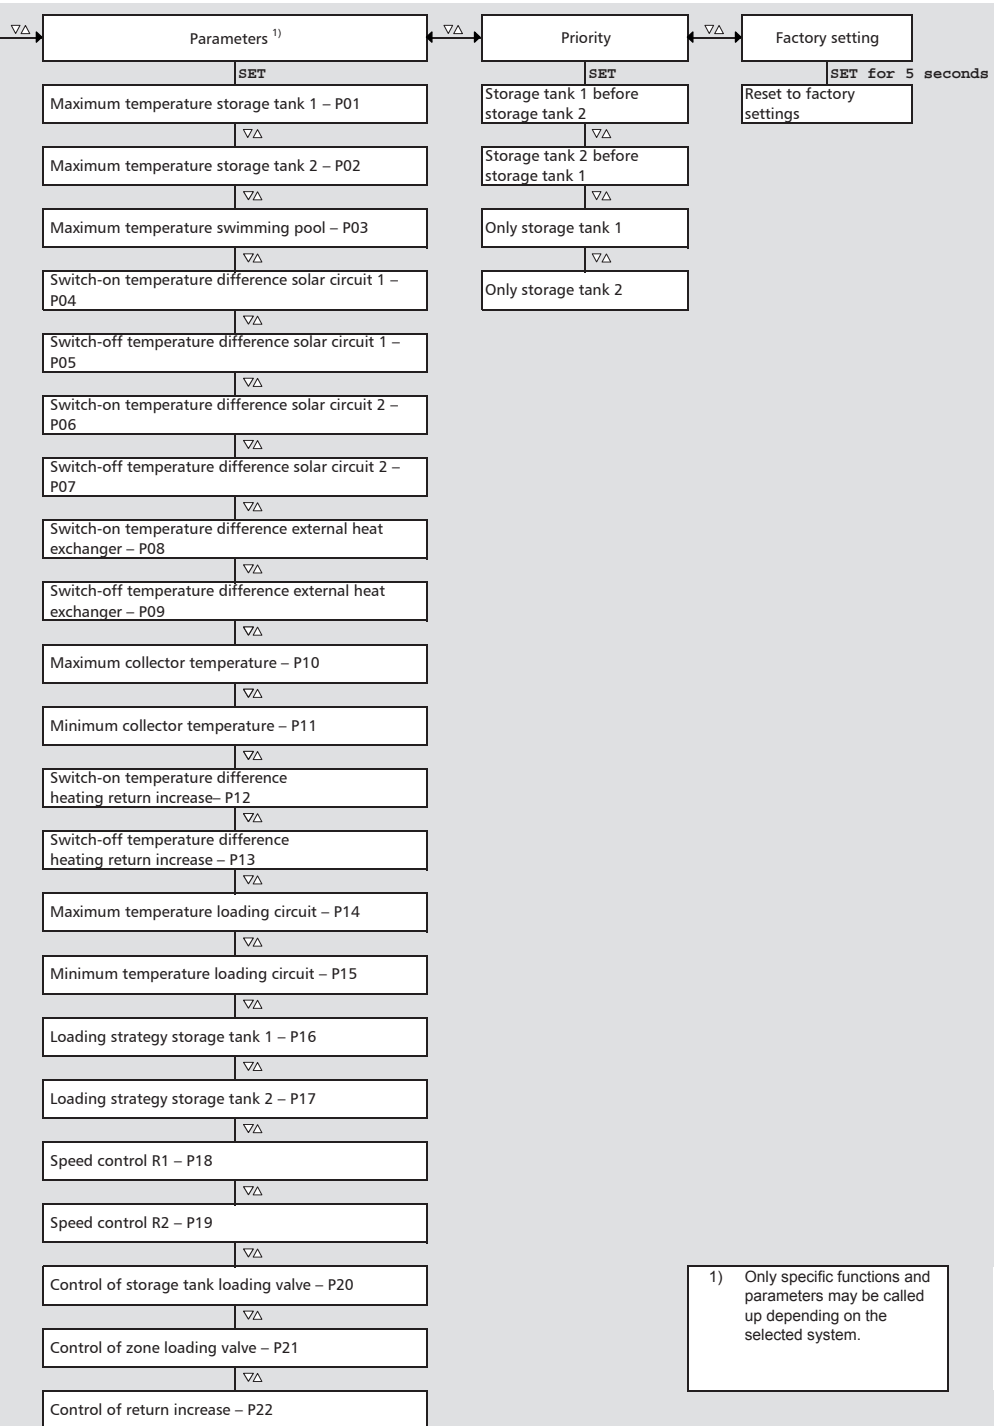 ▽△
Parameters 1)
▽△
Priority
▽△
Factory setting
SET
Maximum temperature storage tank 1 – P01
▽△
Maximum temperature storage tank 2 – P02
▽△
Maximum temperature swimming pool – P03
▽△
Switch-on temperature difference solar circuit 1 –
P04
▽△
Switch-off temperature difference solar circuit 1 –
P05
▽△
Switch-on temperature difference solar circuit 2 –
P06
▽△
Switch-off temperature difference solar circuit 2 –
P07
▽△
Switch-on temperature difference external heat
exchanger – P08
▽△
Switch-off temperature difference external heat
exchanger – P09
▽△
Maximum collector temperature – P10
▽△
Minimum collector temperature – P11
▽△
Switch-on temperature difference
heating return increase– P12
▽△
Switch-off temperature difference
heating return increase – P13
▽△
Maximum temperature loading circuit – P14
▽△
Minimum temperature loading circuit – P15
▽△
Loading strategy storage tank 1 – P16
▽△
Loading strategy storage tank 2 – P17
▽△
Speed control R1 – P18
▽△
Speed control R2 – P19
▽△
Control of storage tank loading valve – P20
▽△
Control of zone loading valve – P21
▽△
Control of return increase – P22
SET
Storage tank 1 before
storage tank 2
▽△
Storage tank 2 before
storage tank 1
▽△
Only storage tank 1
▽△
Only storage tank 2
SET for 5 seconds
Reset to factory
settings
1) Only specific functions and
parameters may be called
up depending on the
selected system.